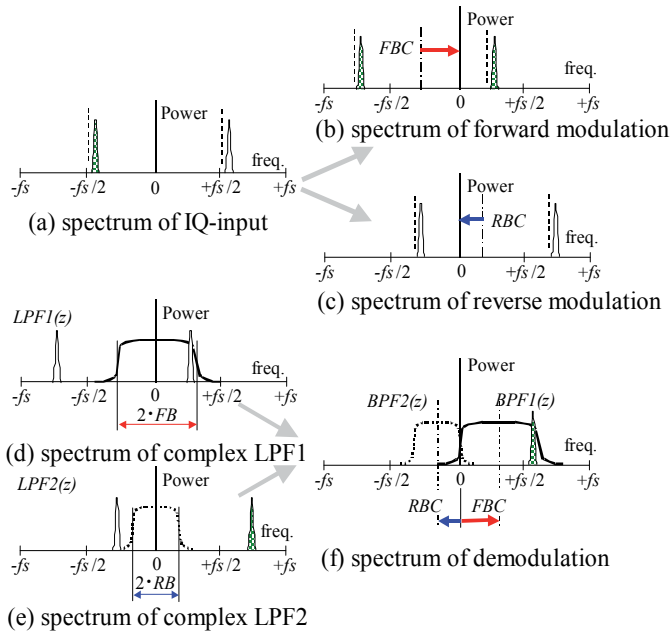 Power
freq.
-fs -fs/2 0 +fs/2 +fs
(a) spectrum of IQ-input
FBC Power
freq.
-fs -fs/2 0 +fs/2 +fs
(b) spectrum of forward modulation
Power
RBC
freq.
-fs -fs/2 0 +fs/2 +fs
(c) spectrum of reverse modulation
LPF1(z) Power
freq.
-fs -fs/2 0 +fs/2 +fs
2・FB
(d) spectrum of complex LPF1
LPF2(z) Power
freq.
-fs -fs/2 0 +fs/2 +fs
2・RB
(e) spectrum of complex LPF2
Power
BPF2(z) BPF1(z)
freq.
-fs -fs/2 0 +fs/2 +fs
RBC FBC
(f) spectrum of demodulation